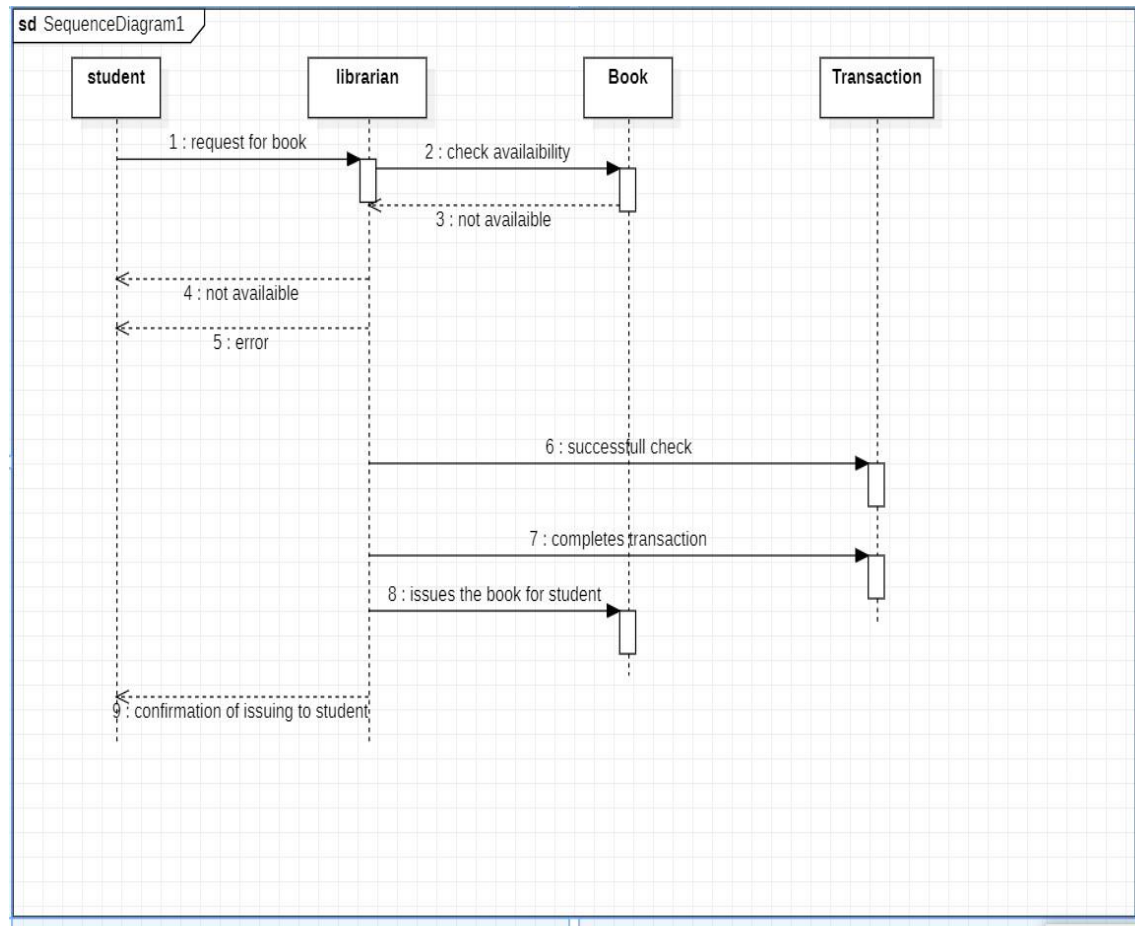 sd SequenceDiagram1
student
librarian
Book
Transaction
1 : request for book
2 : check availaibility
3 : not availaible
4 : not availaible
5 : error
6 : successfull check
7 : completes transaction
8 : issues the book for student
9 : confirmation of issuing to student